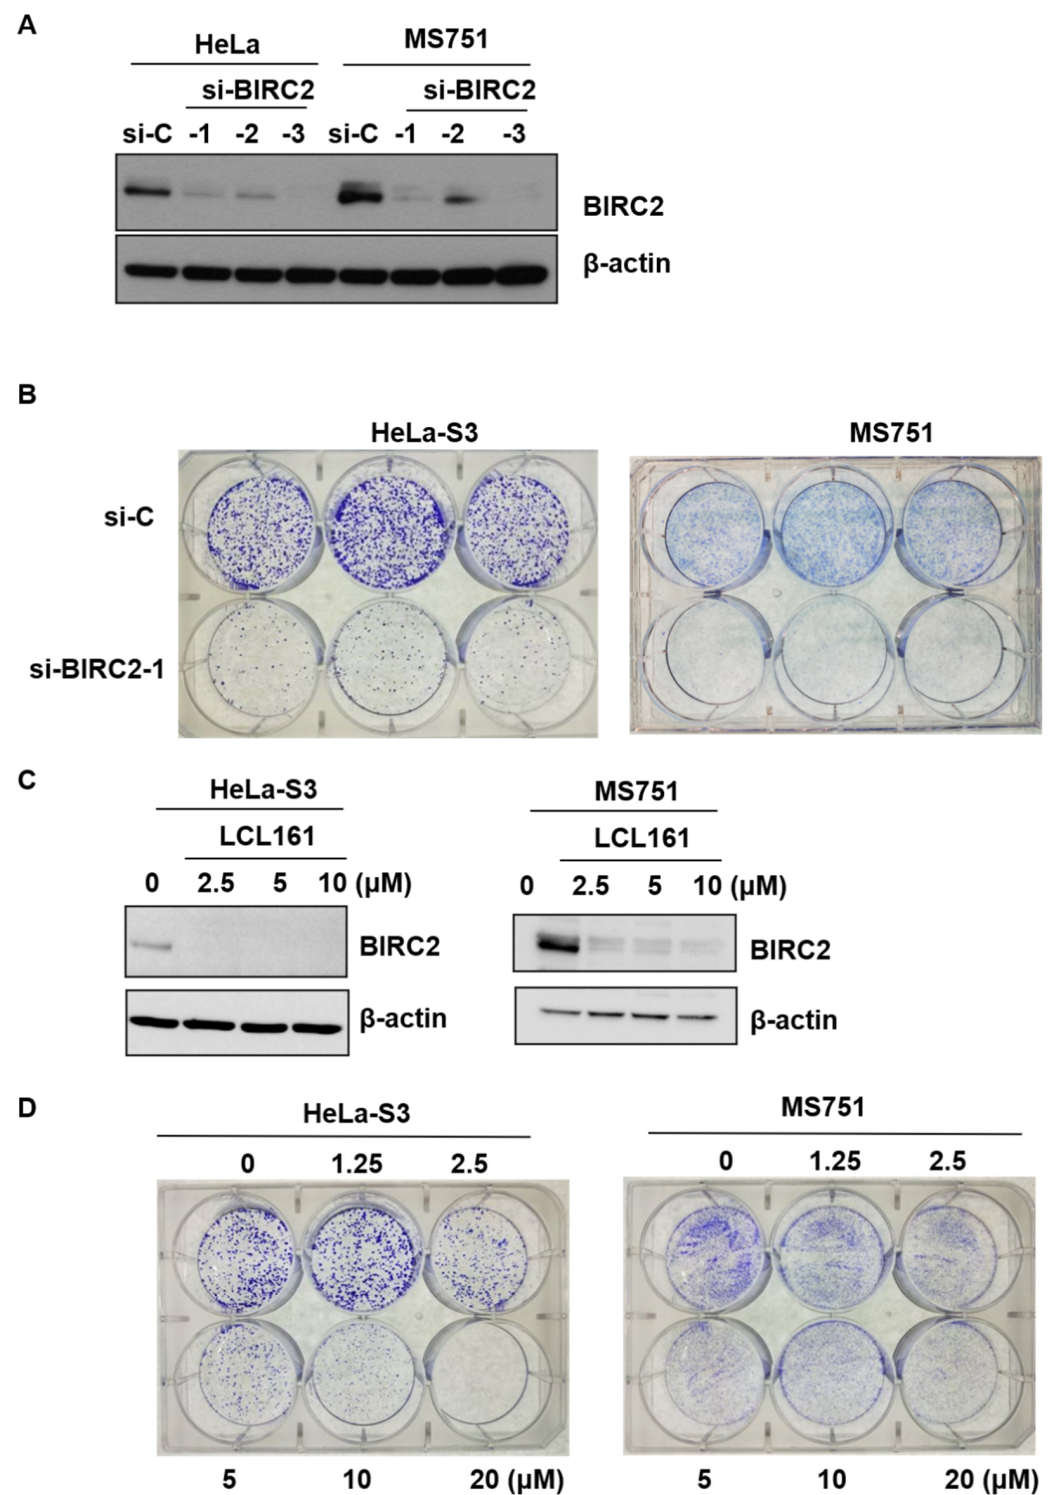 A
HeLa MS751
si-BIRC2 si-BIRC2
si-C -1 -2 -3 si-C -1 -2 -3
BIRC2
β-actin
B
HeLa-S3 MS751
si-C
si-BIRC2-1
C
HeLa-S3 MS751
LCL161 LCL161
0 2.5 5 10 (μM) 0 2.5 5 10 (μM)
BIRC2 BIRC2
β-actin β-actin
D
HeLa-S3 MS751
0 1.25 2.5 0 1.25 2.5
5 10 20 (μM) 5 10 20 (μM)